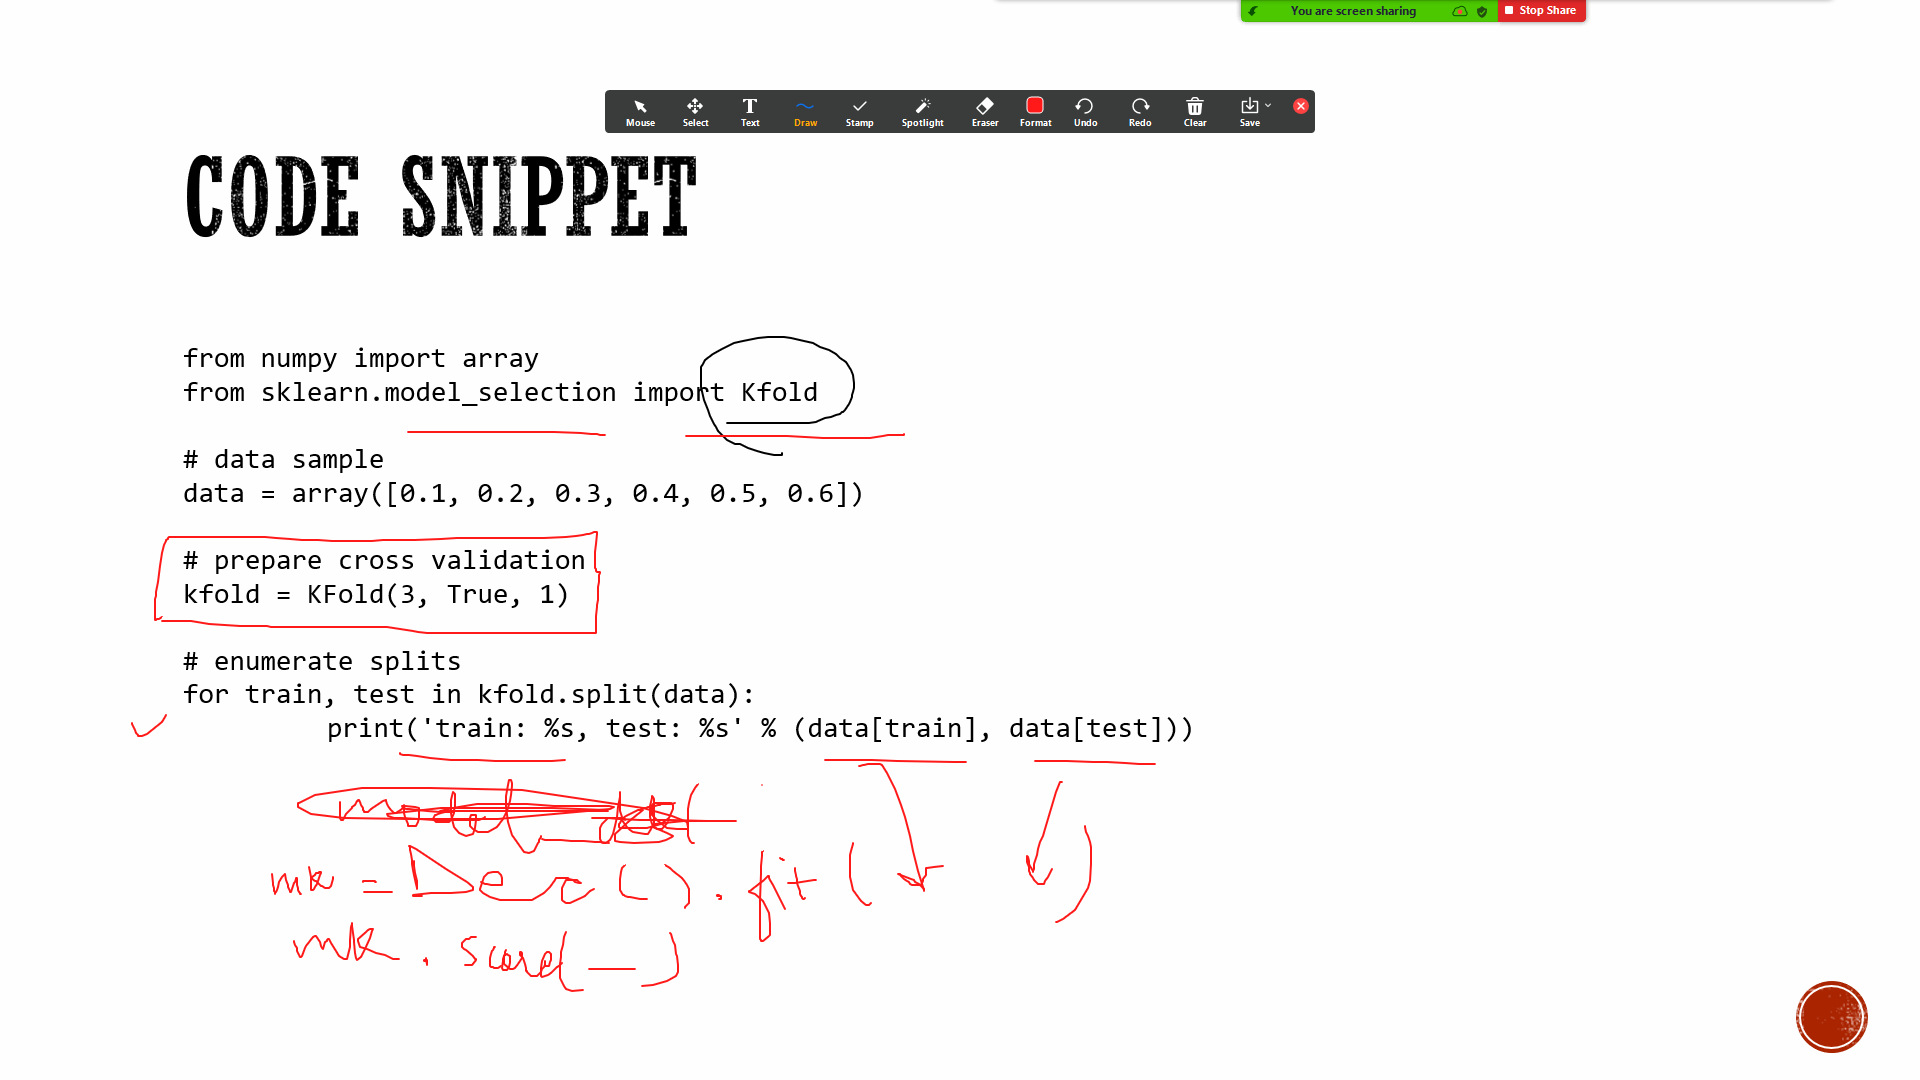 You are screen sharing
Stop Share
Mouse Select Text Draw Stamp Spotlight Eraser Format Undo Redo Clear Save
CODE SNIPPET
from numpy import array
from sklearn.model_selection import Kfold
# data sample
data = array([0.1, 0.2, 0.3, 0.4, 0.5, 0.6])
# prepare cross validation
kfold = KFold(3, True, 1)
# enumerate splits
for train, test in kfold.split(data):
print('train: %s, test: %s' % (data[train], data[test]))
= ( ) . fit ( )
mk . score( — )